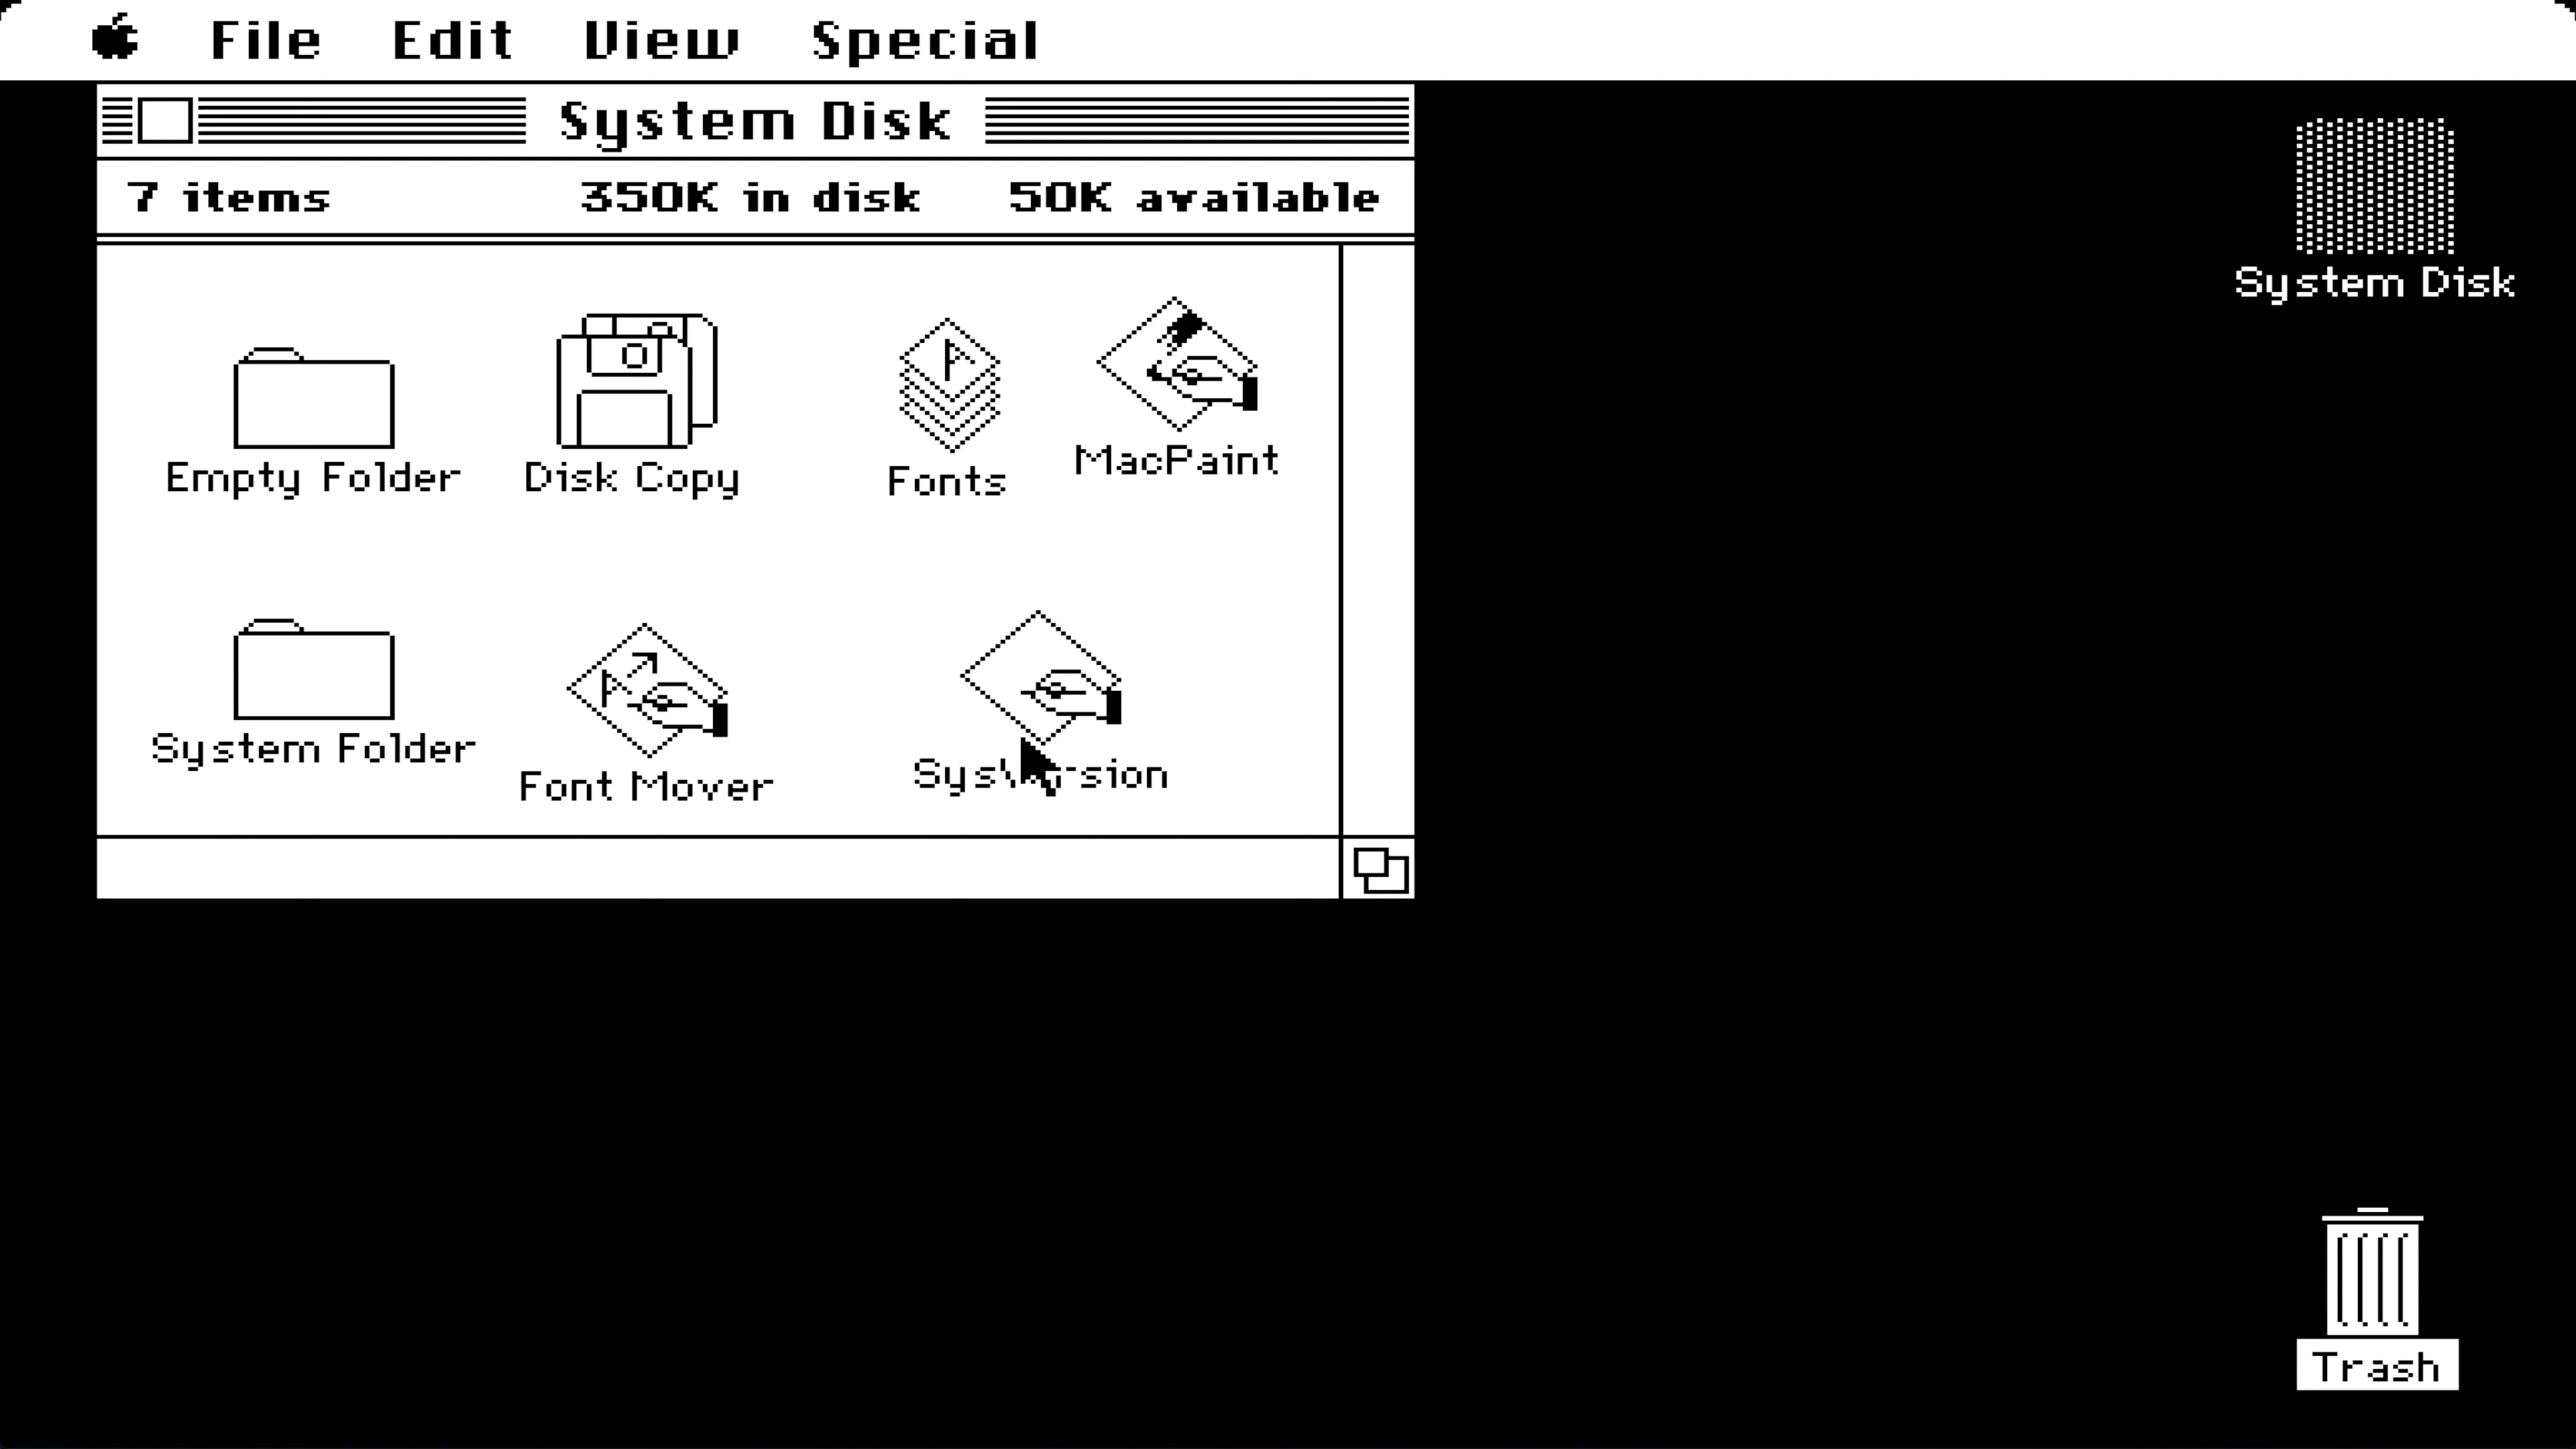 File Edit View Special
System Disk
7 items 350K in disk 50K available
Empty Folder Disk Copy Fonts MacPaint
System Folder Font Mover
System Disk
Trash